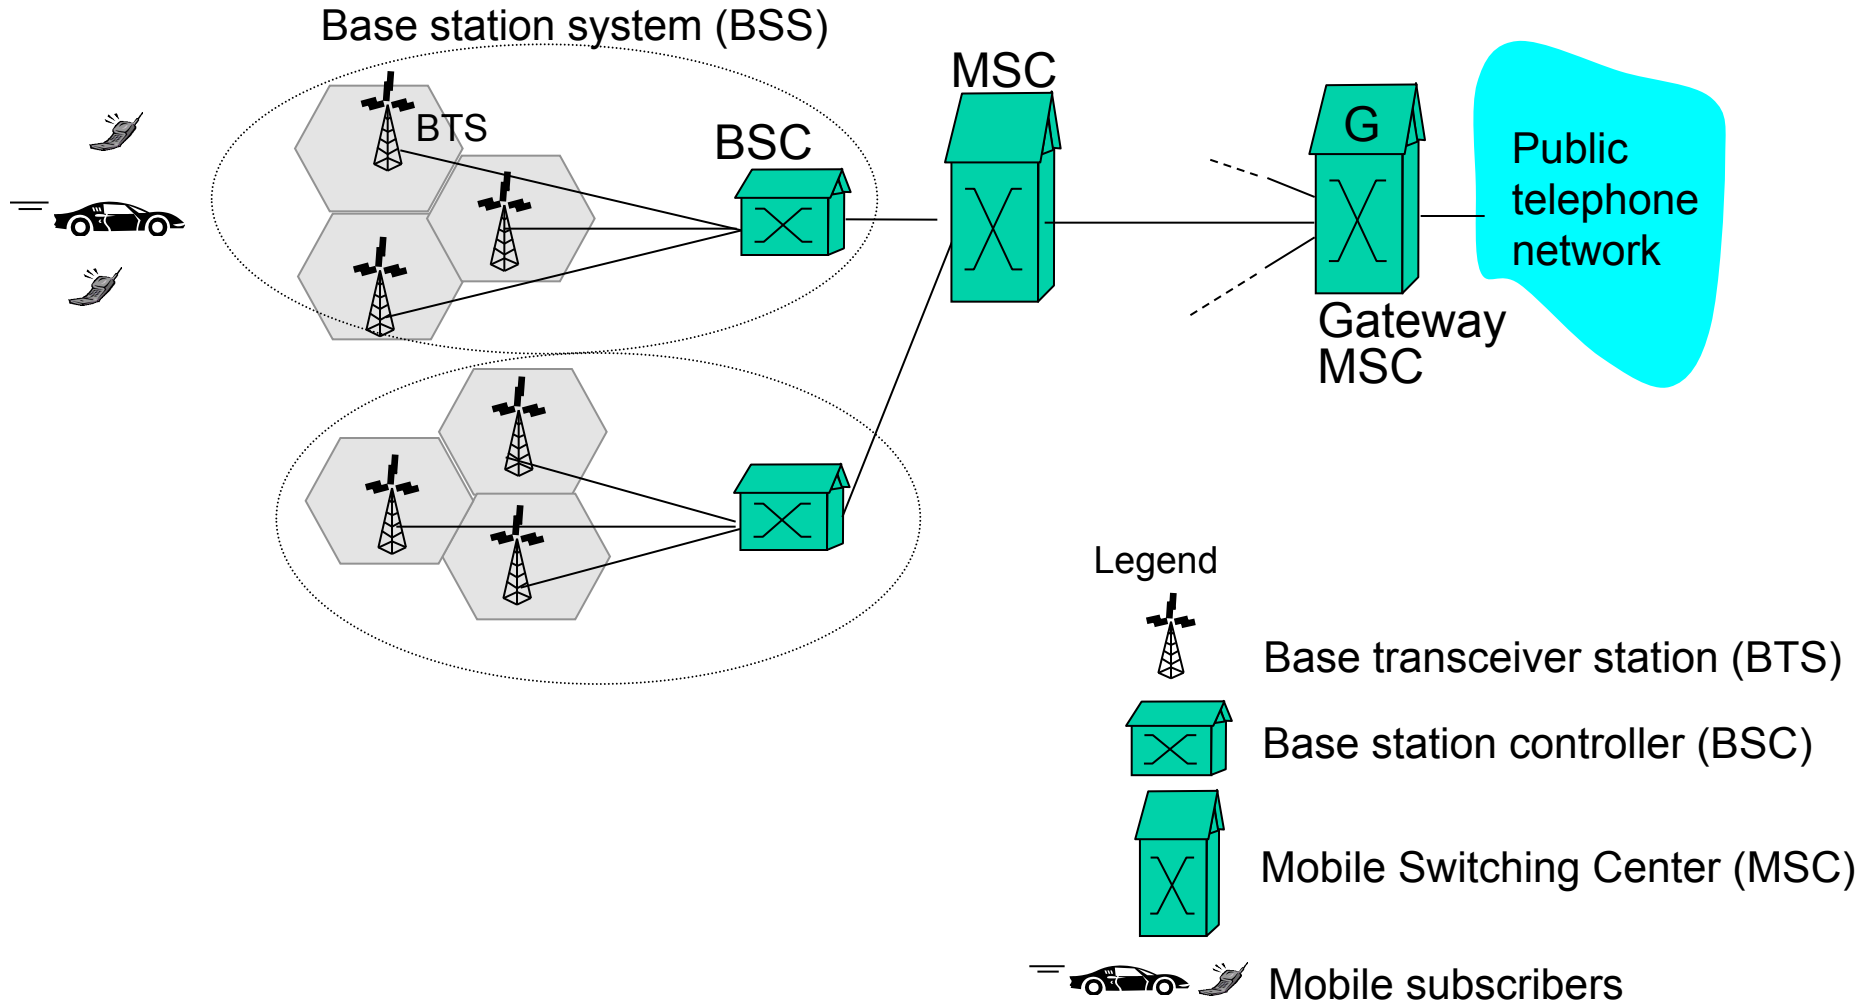 Base station system (BSS)
BTS
BSC
MSC
G
Gateway
MSC
Public
telephone
network
Legend
Base transceiver station (BTS)
Base station controller (BSC)
Mobile Switching Center (MSC)
Mobile subscribers